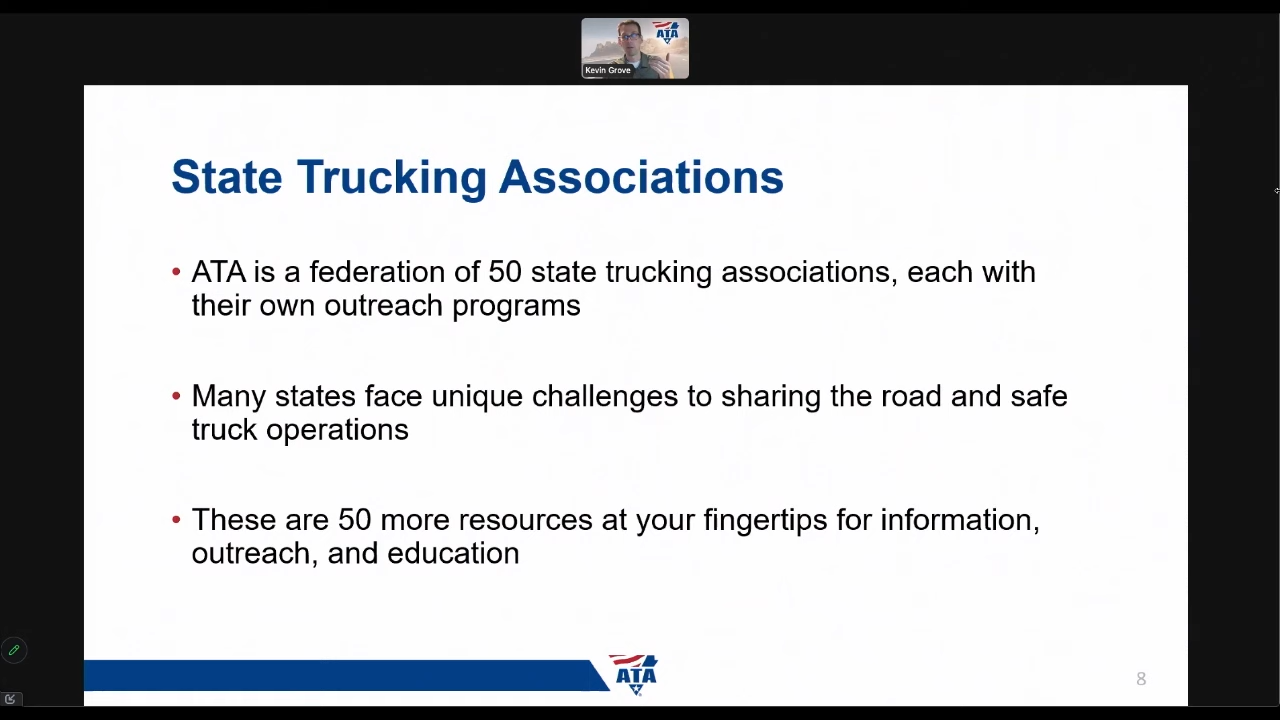 ATA
Kevin Grove
State Trucking Associations
• ATA is a federation of 50 state trucking associations, each with
their own outreach programs
• Many states face unique challenges to sharing the road and safe
truck operations
• These are 50 more resources at your fingertips for information,
outreach, and education
ATA
8